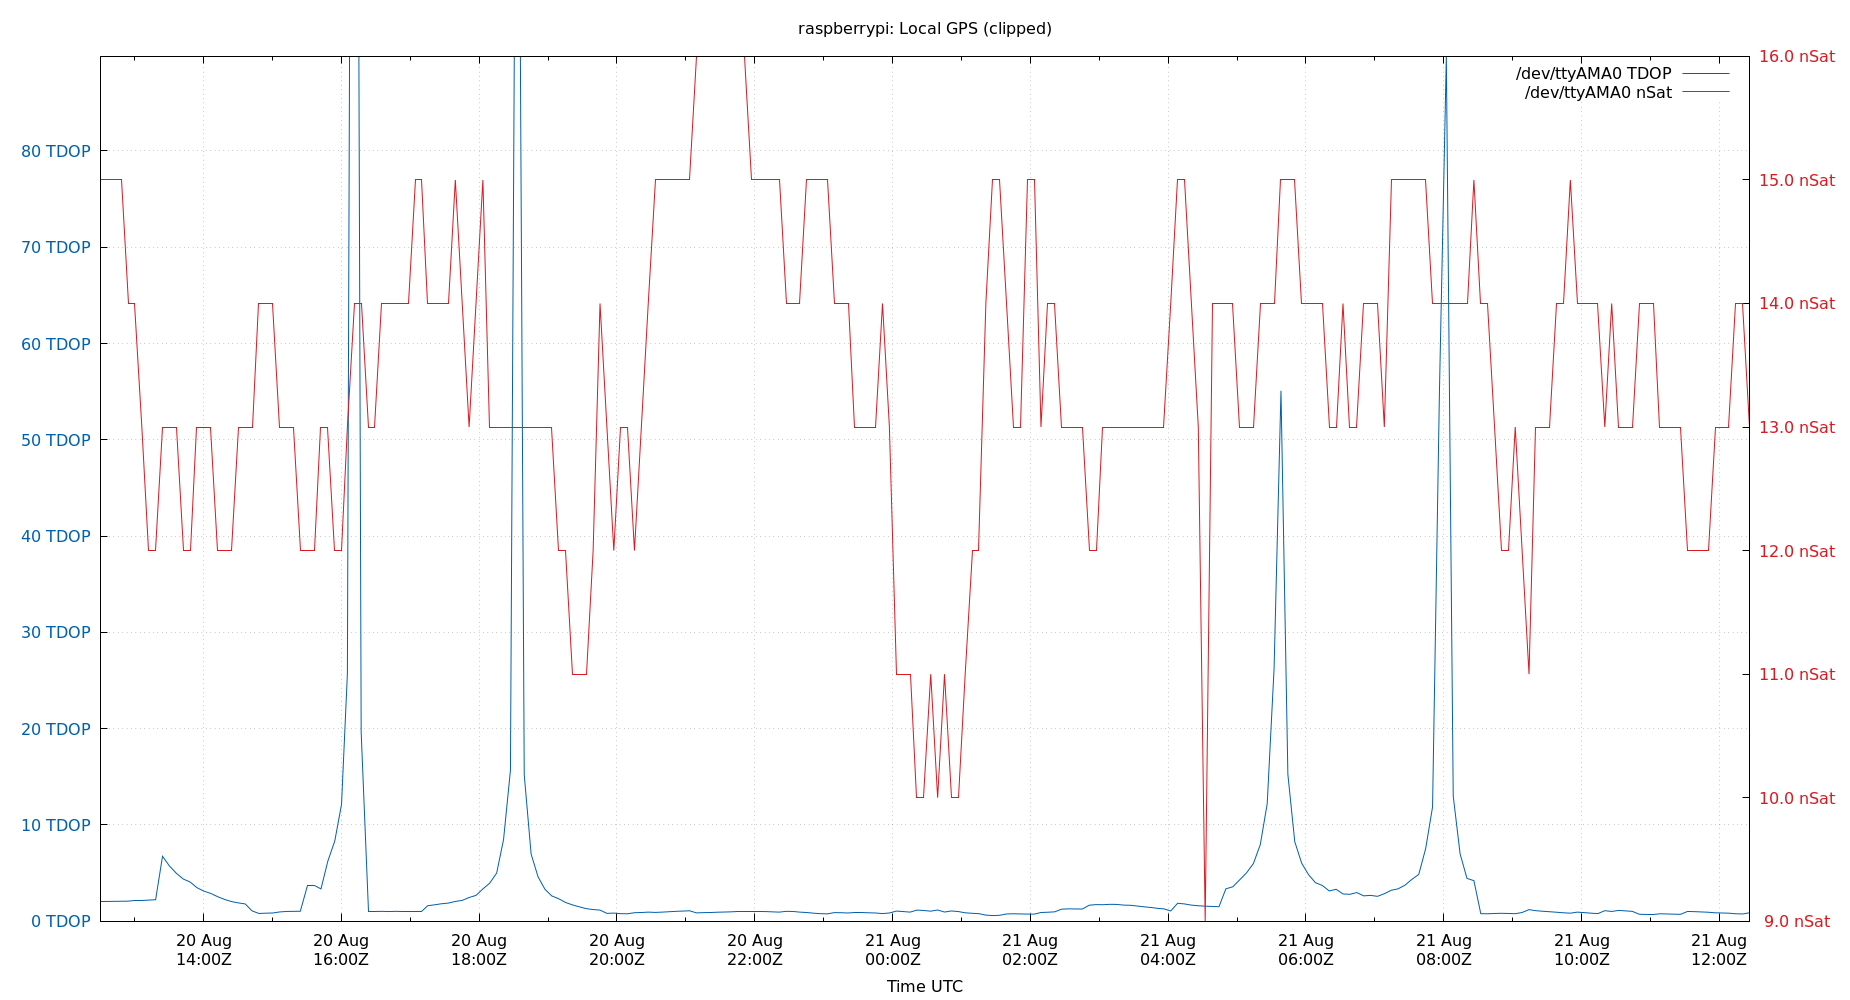 raspberrypi: Local GPS (clipped)
/dev/ttyAMA0 TDOP
/dev/ttyAMA0 nSat
80 TDOP
70 TDOP
60 TDOP
50 TDOP
40 TDOP
30 TDOP
20 TDOP
10 TDOP
0 TDOP
16.0 nSat
15.0 nSat
14.0 nSat
13.0 nSat
12.0 nSat
11.0 nSat
10.0 nSat
9.0 nSat
20 Aug
14:00Z
20 Aug
16:00Z
20 Aug
18:00Z
20 Aug
20:00Z
20 Aug
22:00Z
21 Aug
00:00Z
21 Aug
02:00Z
21 Aug
04:00Z
21 Aug
06:00Z
21 Aug
08:00Z
21 Aug
10:00Z
21 Aug
12:00Z
Time UTC